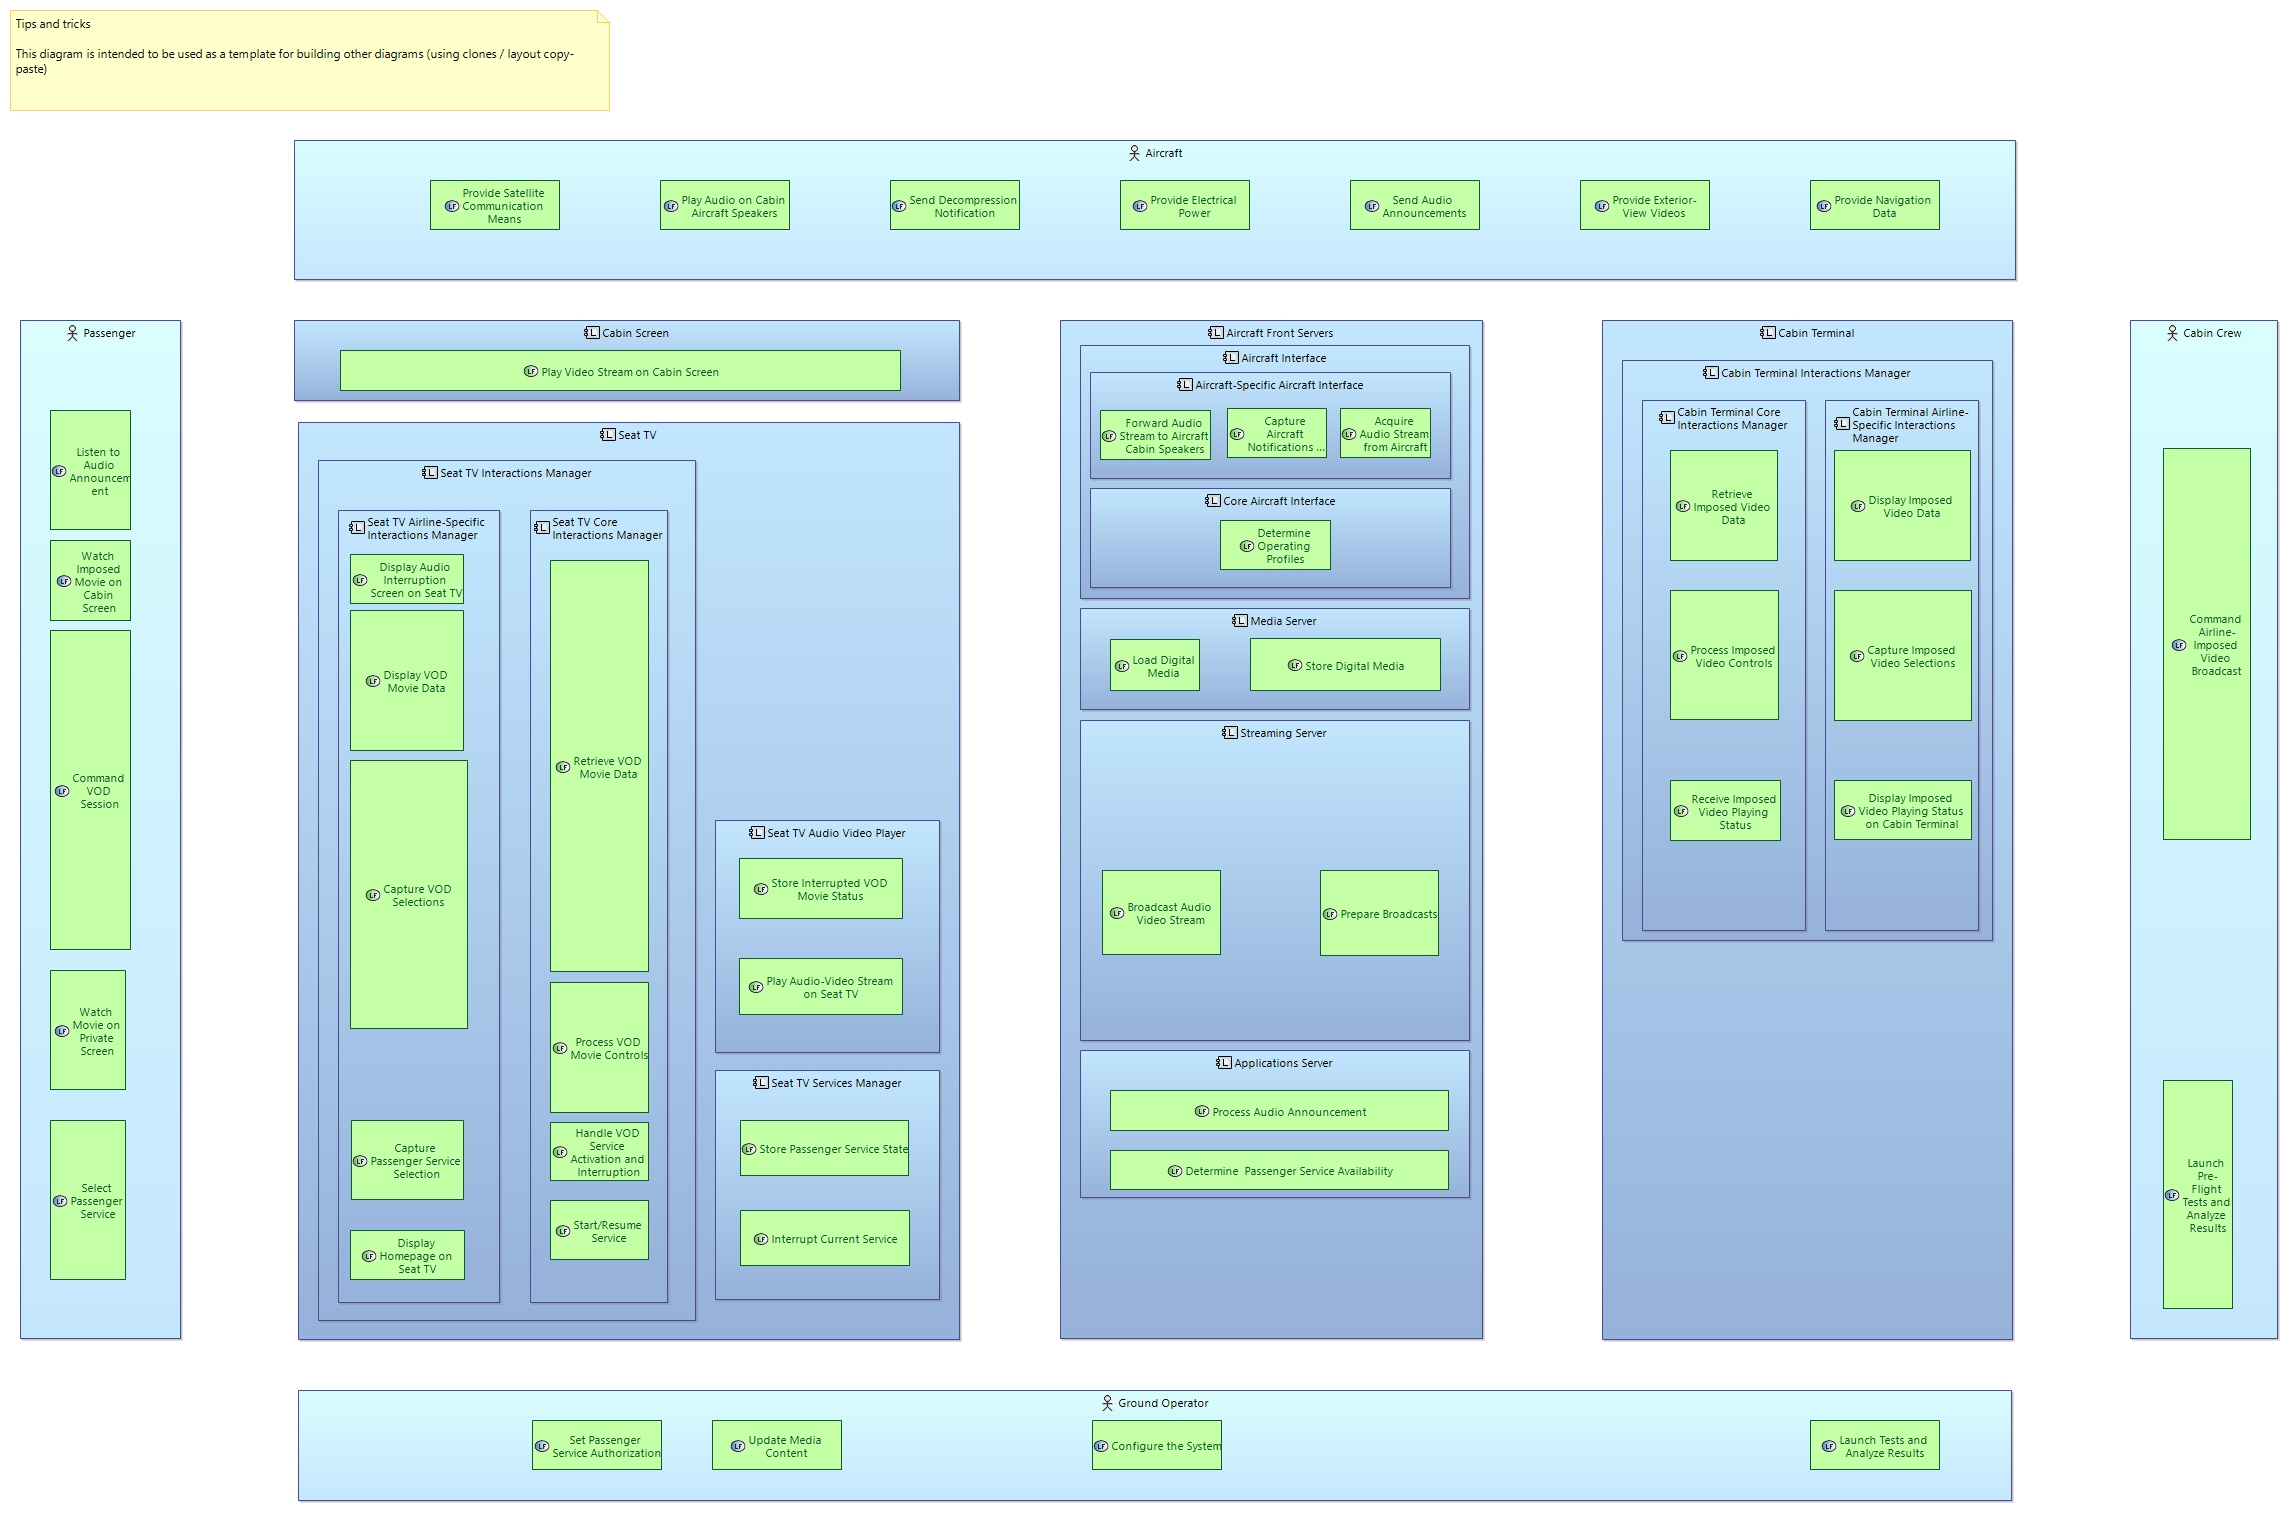 Tips and tricks
This diagram is intended to be used as a template for building other diagrams (using clones / layout copy-
paste)
Aircraft
Provide Satellite
Communication
Means
Play Audio on Cabin
Aircraft Speakers
Send Decompression
Notification
Provide Electrical
Power
Send Audio
Announcements
Provide Exterior-
View Videos
Provide Navigation
Data
Passenger
Listen to
Audio
Announcem
ent
Watch
Imposed
Movie on
Cabin
Screen
Command
VOD
Session
Watch
Movie on
Private
Screen
Select
Passenger
Service
Cabin Screen
Play Video Stream on Cabin Screen
Seat TV
Seat TV Interactions Manager
Seat TV Airline-Specific
Interactions Manager
Display Audio
Interruption
Screen on Seat TV
Display VOD
Movie Data
Capture VOD
Selections
Capture
Passenger Service
Selection
Display
Homepage on
Seat TV
Seat TV Core
Interactions Manager
Retrieve VOD
Movie Data
Process VOD
Movie Controls
Handle VOD
Service
Activation and
Interruption
Start/Resume
Service
Seat TV Audio Video Player
Store Interrupted VOD
Movie Status
Play Audio-Video Stream
on Seat TV
Seat TV Services Manager
Store Passenger Service State
Interrupt Current Service
Aircraft Front Servers
Aircraft Interface
Aircraft-Specific Aircraft Interface
Forward Audio
Stream to Aircraft
Cabin Speakers
Capture
Aircraft
Notifications ...
Acquire
Audio Stream
from Aircraft
Core Aircraft Interface
Determine
Operating
Profiles
Media Server
Load Digital
Media
Store Digital Media
Streaming Server
Broadcast Audio
Video Stream
Prepare Broadcasts
Applications Server
Process Audio Announcement
Determine  Passenger Service Availability
Cabin Terminal
Cabin Terminal Interactions Manager
Cabin Terminal Core
Interactions Manager
Retrieve
Imposed Video
Data
Process Imposed
Video Controls
Receive Imposed
Video Playing
Status
Cabin Terminal Airline-
Specific Interactions
Manager
Display Imposed
Video Data
Capture Imposed
Video Selections
Display Imposed
Video Playing Status
on Cabin Terminal
Cabin Crew
Command
Airline-
Imposed
Video
Broadcast
Launch
Pre-
Flight
Tests and
Analyze
Results
Ground Operator
Set Passenger
Service Authorization
Update Media
Content
Configure the System
Launch Tests and
Analyze Results